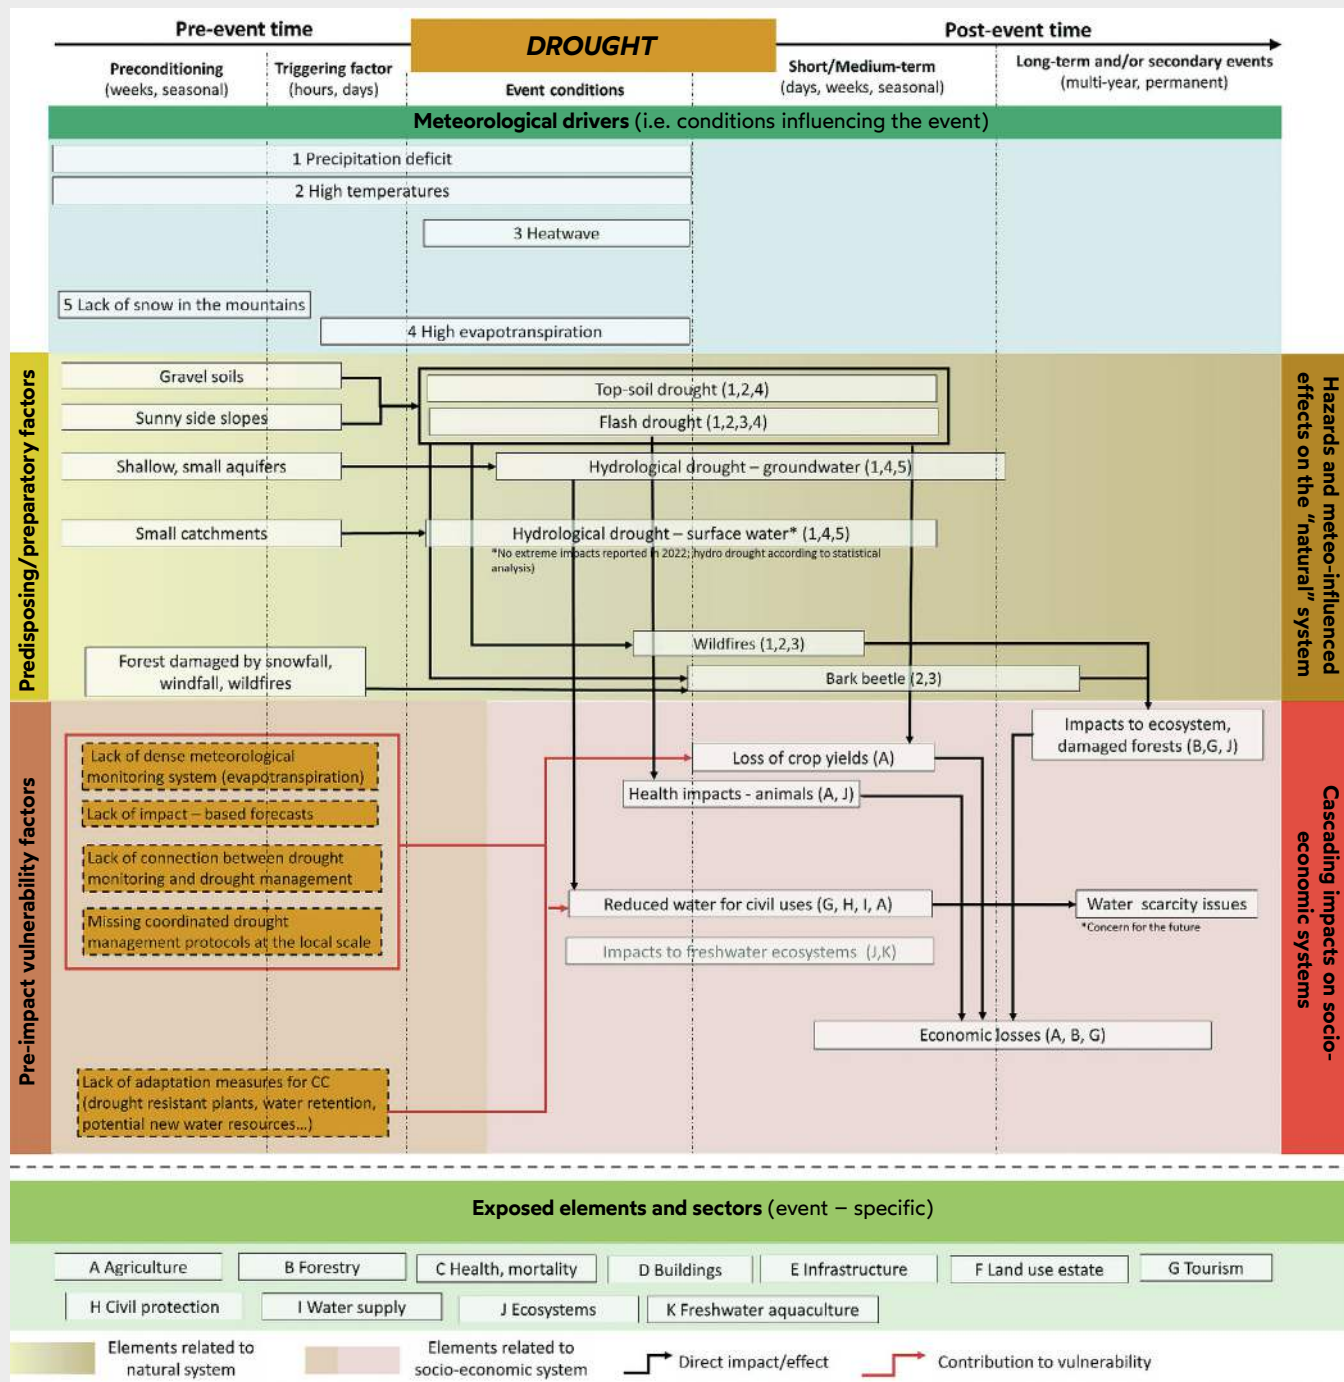 Pre-event time
DROUGHT
Post-event time
Preconditioning
(weeks, seasonal)
Triggering factor
(hours, days)
Event conditions
Short/Medium-term
(days, weeks, seasonal)
Long-term and/or secondary events
(multi-year, permanent)
Meteorological drivers (i.e. conditions influencing the event)
1 Precipitation deficit
2 High temperatures
3 Heatwave
5 Lack of snow in the mountains
4 High evapotranspiration
Predisposing/preparatory factors
Gravel soils
Sunny side slopes
Shallow, small aquifers
Small catchments
Forest damaged by snowfall,
windfall, wildfires
Top-soil drought (1,2,4)
Flash drought (1,2,3,4)
Hydrological drought – groundwater (1,4,5)
Hydrological drought – surface water* (1,4,5)
*No extreme impacts reported in 2022; hydro drought according to statistical
analysis)
Wildfires (1,2,3)
Bark beetle (2,3)
Hazards and meteo-influenced
effects on the “natural” system
Pre-impact vulnerability factors
Lack of dense meteorological
monitoring system (evapotranspiration)
Lack of impact – based forecasts
Lack of connection between drought
monitoring and drought management
Missing coordinated drought
management protocols at the local scale
Lack of adaptation measures for CC
(drought resistant plants, water retention,
potential new water resources...)
Impacts to ecosystem,
damaged forests (B,G, J)
Loss of crop yields (A)
Health impacts - animals (A, J)
Reduced water for civil uses (G, H, I, A)
Water scarcity issues
*Concern for the future
Impacts to freshwater ecosystems (J,K)
Economic losses (A, B, G)
Cascading impacts on socio-
economic systems
Exposed elements and sectors (event – specific)
A Agriculture
B Forestry
C Health, mortality
D Buildings
E Infrastructure
F Land use estate
G Tourism
H Civil protection
I Water supply
J Ecosystems
K Freshwater aquaculture
Elements related to
natural system
Elements related to
socio-economic system
Direct impact/effect
Contribution to vulnerability